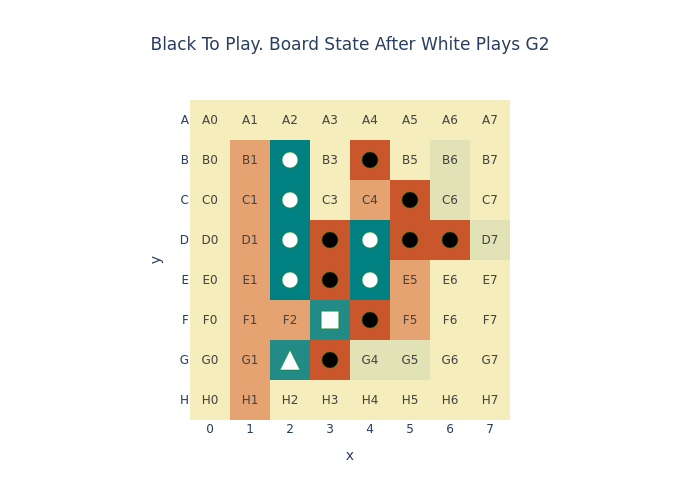 Black To Play. Board State After White Plays G2
A A0 A1 A2 A3 A4 A5 A6 A7
B B0 B1 B3 B5 B6 B7
C C0 C1 C3 C4 C6 C7
D D0 D1 D7
E E0 E1 E5 E6 E7
F F0 F1 F2 F5 F6 F7
G G0 G1 G4 G5 G6 G7
H H0 H1 H2 H3 H4 H5 H6 H7
0 1 2 3 4 5 6 7
x
y